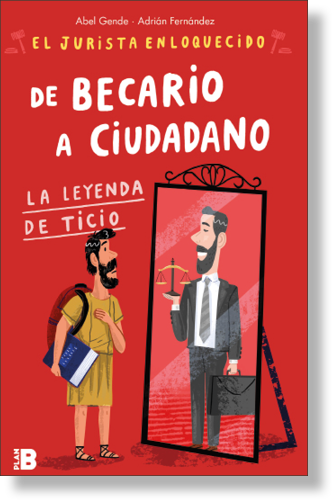 Abel Gende - Adrián Fernández
EL JURISTA ENLOQUECIDO
DE BECARIO
A CIUDADANO
LA LEYENDA
DE TICIO
PLAN B